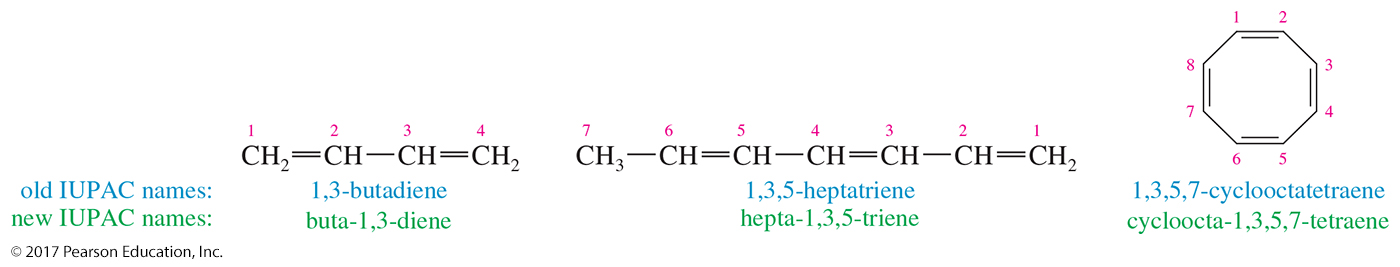 1 2 3 4
CH₂=CH—CH=CH₂
7 6 5 4 3 2 1
CH₃—CH=CH—CH=CH—CH=CH₂
1 2
8 3
7 4
6 5
old IUPAC names: 1,3-butadiene 1,3,5-heptatriene 1,3,5,7-cyclooctatetraene
new IUPAC names: buta-1,3-diene hepta-1,3,5-triene cycloocta-1,3,5,7-tetraene
© 2017 Pearson Education, Inc.